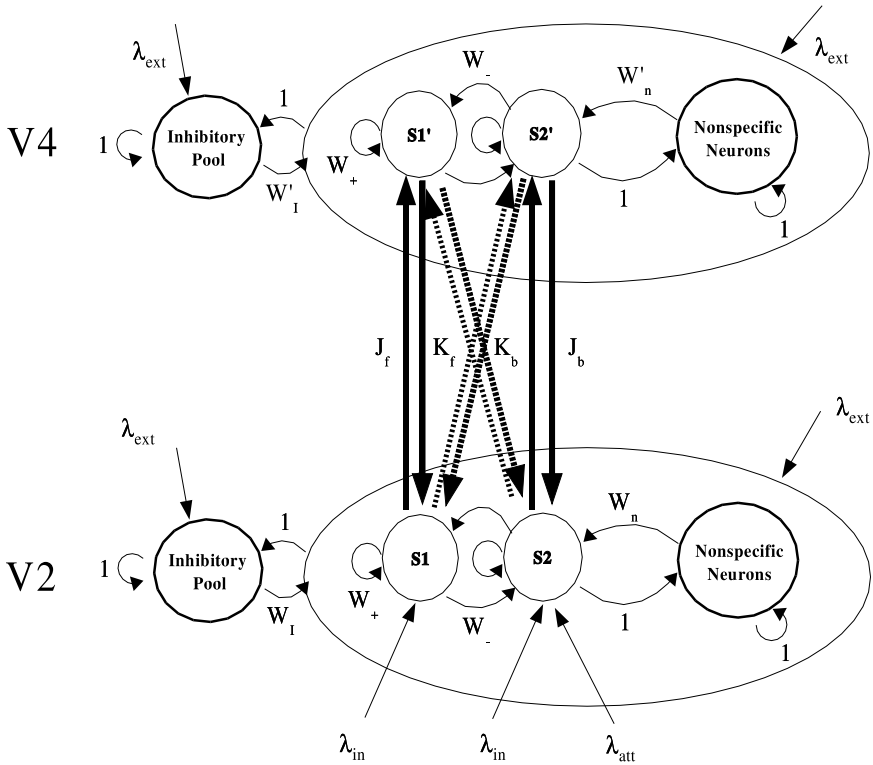 λext
λext
W-
W'n
1
V4
1
Inhibitory
Pool
S1'
S2'
Nonspecific
Neurons
W+
W'I
1
1
Jf
Kf
Kb
Jb
λext
λext
Wn
1
V2
1
Inhibitory
Pool
S1
S2
Nonspecific
Neurons
W+
WI
W-
1
1
λin
λin
λatt